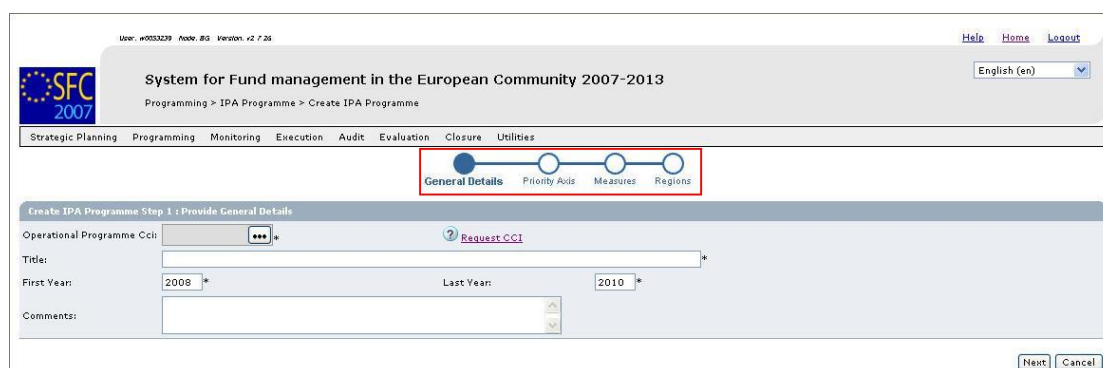 User. w0053239 Node. BG Version. v2 7 26
Help Home Logout
SFC 2007
System for Fund management in the European Community 2007-2013
English (en)
Programming > IPA Programme > Create IPA Programme
Strategic Planning Programming Monitoring Execution Audit Evaluation Closure Utilities
General Details Priority Axis Measures Regions
Create IPA Programme Step 1 : Provide General Details
Operational Programme Cci: ... * ? Request CCI
Title: *
First Year: 2008 * Last Year: 2010 *
Comments:
Next Cancel